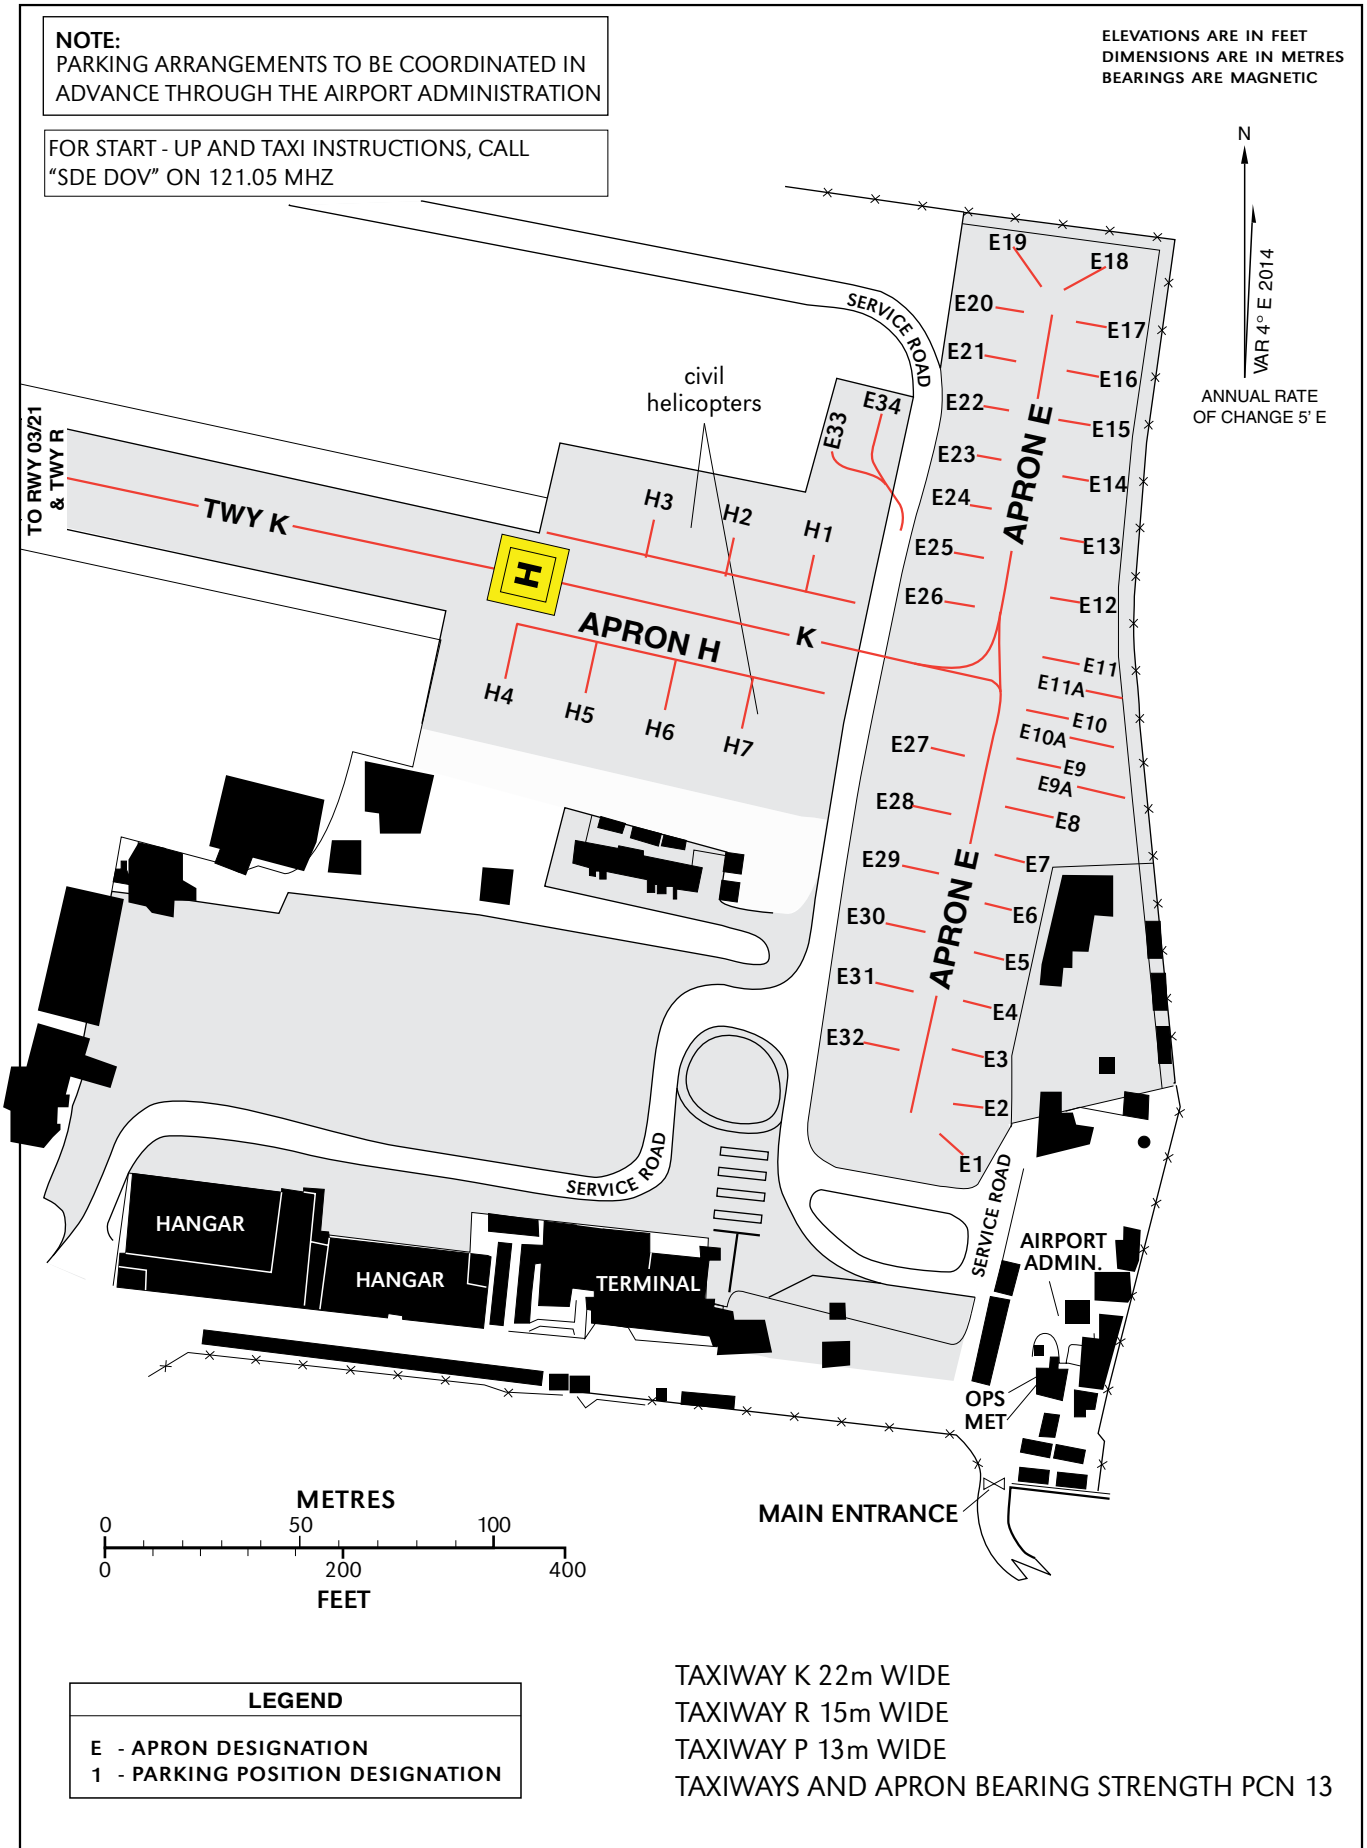 NOTE:
PARKING ARRANGEMENTS TO BE COORDINATED IN
ADVANCE THROUGH THE AIRPORT ADMINISTRATION
FOR START - UP AND TAXI INSTRUCTIONS, CALL
“SDE DOV” ON 121.05 MHZ
ELEVATIONS ARE IN FEET
DIMENSIONS ARE IN METRES
BEARINGS ARE MAGNETIC
N
VAR 4° E 2014
ANNUAL RATE
OF CHANGE 5' E
E19
E18
E20
E17
E21
E16
E22
E15
E23
E14
E24
E13
E25
E12
E26
E11
E11A
E10
E10A
E9
E9A
E8
E27
E28
E7
E29
E6
E30
E5
E31
E4
E32
E3
E2
E1
APRON E
APRON E
SERVICE ROAD
civil
helicopters
E33
E34
TO RWY 03/21
& TWY R
TWY K
H3
H2
H1
H
APRON H
K
H4
H5
H6
H7
SERVICE ROAD
SERVICE ROAD
HANGAR
HANGAR
TERMINAL
AIRPORT
ADMIN.
OPS
MET
MAIN ENTRANCE
METRES
0 50 100
0 200 400
FEET
LEGEND
E - APRON DESIGNATION
1 - PARKING POSITION DESIGNATION
TAXIWAY K 22m WIDE
TAXIWAY R 15m WIDE
TAXIWAY P 13m WIDE
TAXIWAYS AND APRON BEARING STRENGTH PCN 13